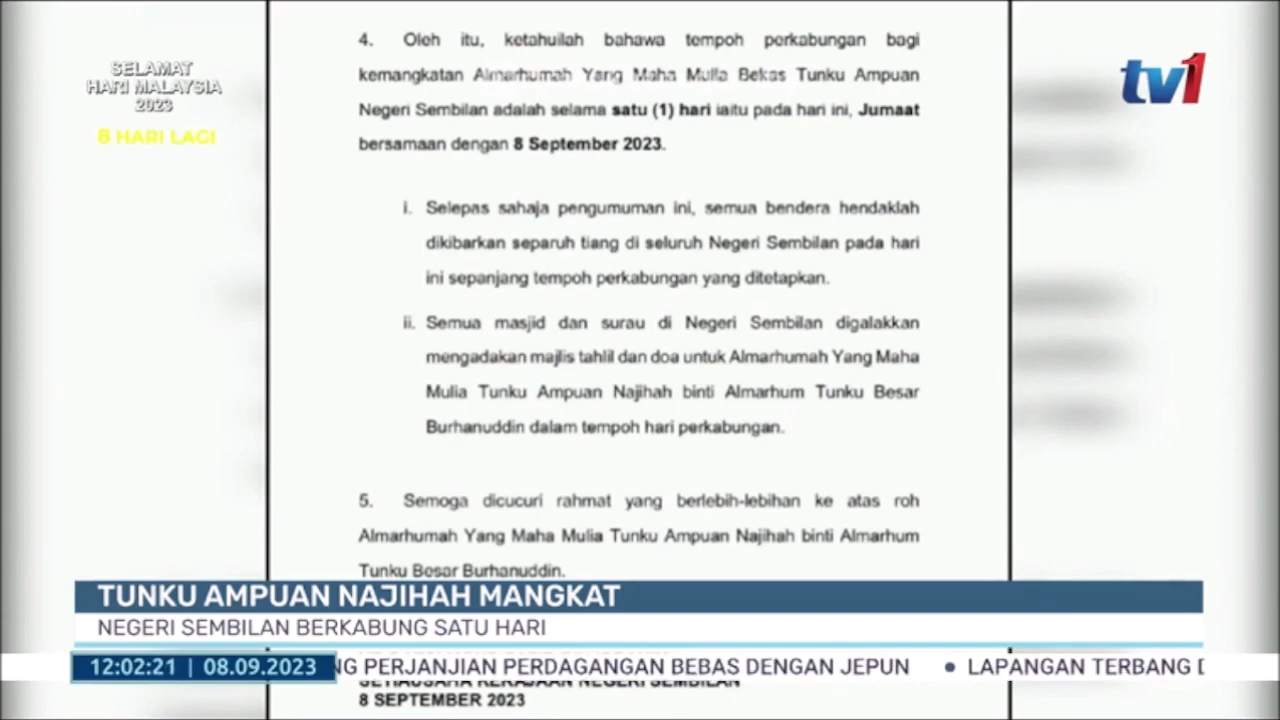 SELAMAT
HARI MALAYSIA
2023
8 HARI LAGI
tv1
4. Oleh itu, ketahuilah bahawa tempoh perkabungan bagi
kemangkatan Almarhumah Yang Maha Mulia Bekas Tunku Ampuan
Negeri Sembilan adalah selama satu (1) hari iaitu pada hari ini, Jumaat
bersamaan dengan 8 September 2023.
i. Selepas sahaja pengumuman ini, semua bendera hendaklah
dikibarkan separuh tiang di seluruh Negeri Sembilan pada hari
ini sepanjang tempoh perkabungan yang ditetapkan.
ii. Semua masjid dan surau di Negeri Sembilan digalakkan
mengadakan majlis tahlil dan doa untuk Almarhumah Yang Maha
Mulia Tunku Ampuan Najihah binti Almarhum Tunku Besar
Burhanuddin dalam tempoh hari perkabungan.
5. Semoga dicucuri rahmat yang berlebih-lebihan ke atas roh
Almarhumah Yang Maha Mulia Tunku Ampuan Najihah binti Almarhum
Tunku Besar Burhanuddin.
TUNKU AMPUAN NAJIHAH MANGKAT
NEGERI SEMBILAN BERKABUNG SATU HARI
12:02:21 | 08.09.2023 NG PERJANJIAN PERDAGANGAN BEBAS DENGAN JEPUN • LAPANGAN TERBANG D
SETIAUSAHA KERAJAAN NEGERI SEMBILAN
8 SEPTEMBER 2023